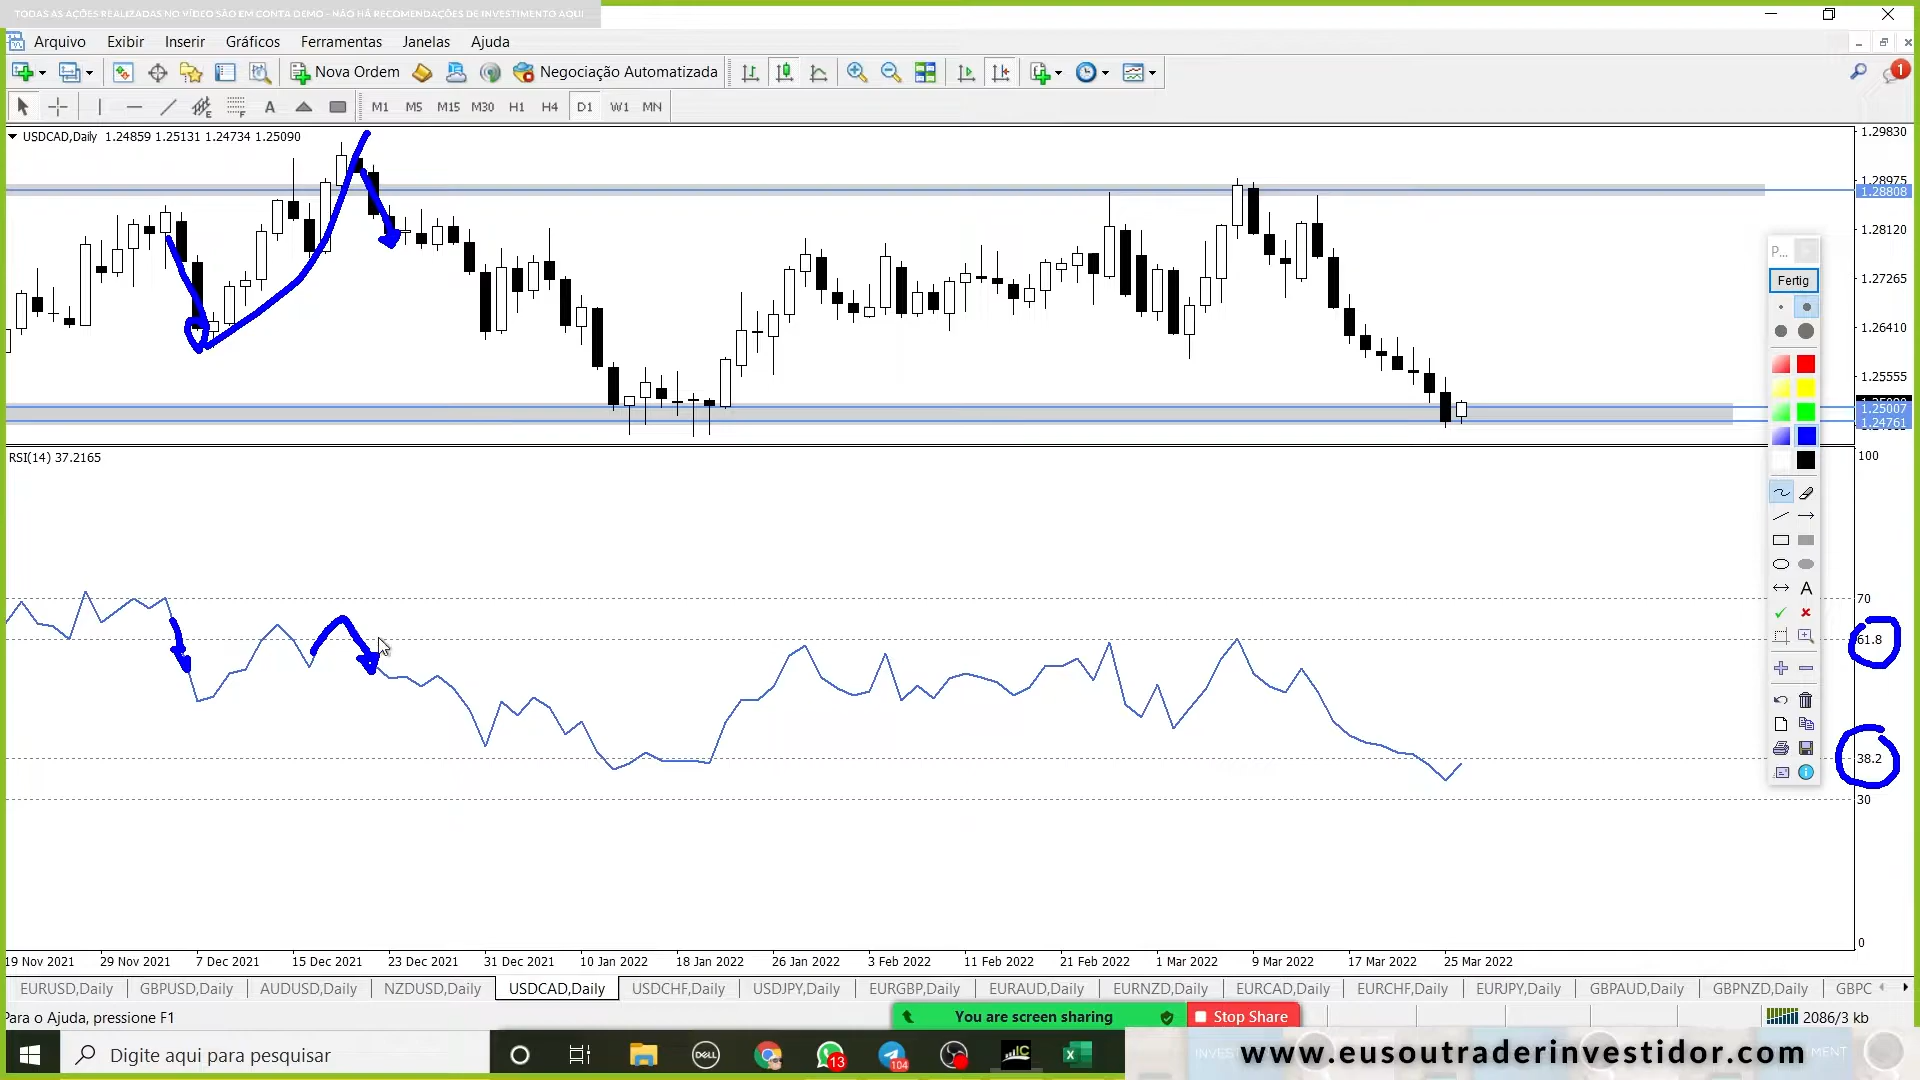 TODAS AS AÇÕES REALIZADAS NO VÍDEO SÃO EM CONTA DEMO - NÃO HÁ RECOMENDAÇÕES DE INVESTIMENTO AQUI
Arquivo Exibir Inserir Gráficos Ferramentas Janelas Ajuda
Nova Ordem Negociação Automatizada
1
A M1 M5 M15 M30 H1 H4 D1 W1 MN
USDCAD,Daily 1.24859 1.25131 1.24734 1.25090
1.29830
1.28975
1.28808
1.28120
1.27265
1.26410
1.25555
1.25007
1.24761
P...
Fertig
A
RSI(14) 37.2165
100
70
61.8
38.2
30
0
19 Nov 2021 29 Nov 2021 7 Dec 2021 15 Dec 2021 23 Dec 2021 31 Dec 2021 10 Jan 2022 18 Jan 2022 26 Jan 2022 3 Feb 2022 11 Feb 2022 21 Feb 2022 1 Mar 2022 9 Mar 2022 17 Mar 2022 25 Mar 2022
EURUSD,Daily GBPUSD,Daily AUDUSD,Daily NZDUSD,Daily USDCAD,Daily USDCHF,Daily USDJPY,Daily EURGBP,Daily EURAUD,Daily EURNZD,Daily EURCAD,Daily EURCHF,Daily EURJPY,Daily GBPAUD,Daily GBPNZD,Daily GBPC
Para o Ajuda, pressione F1
You are screen sharing Stop Share
2086/3 kb
Digite aqui para pesquisar
DELL
13
104
www.eusoutraderinvestidor.com